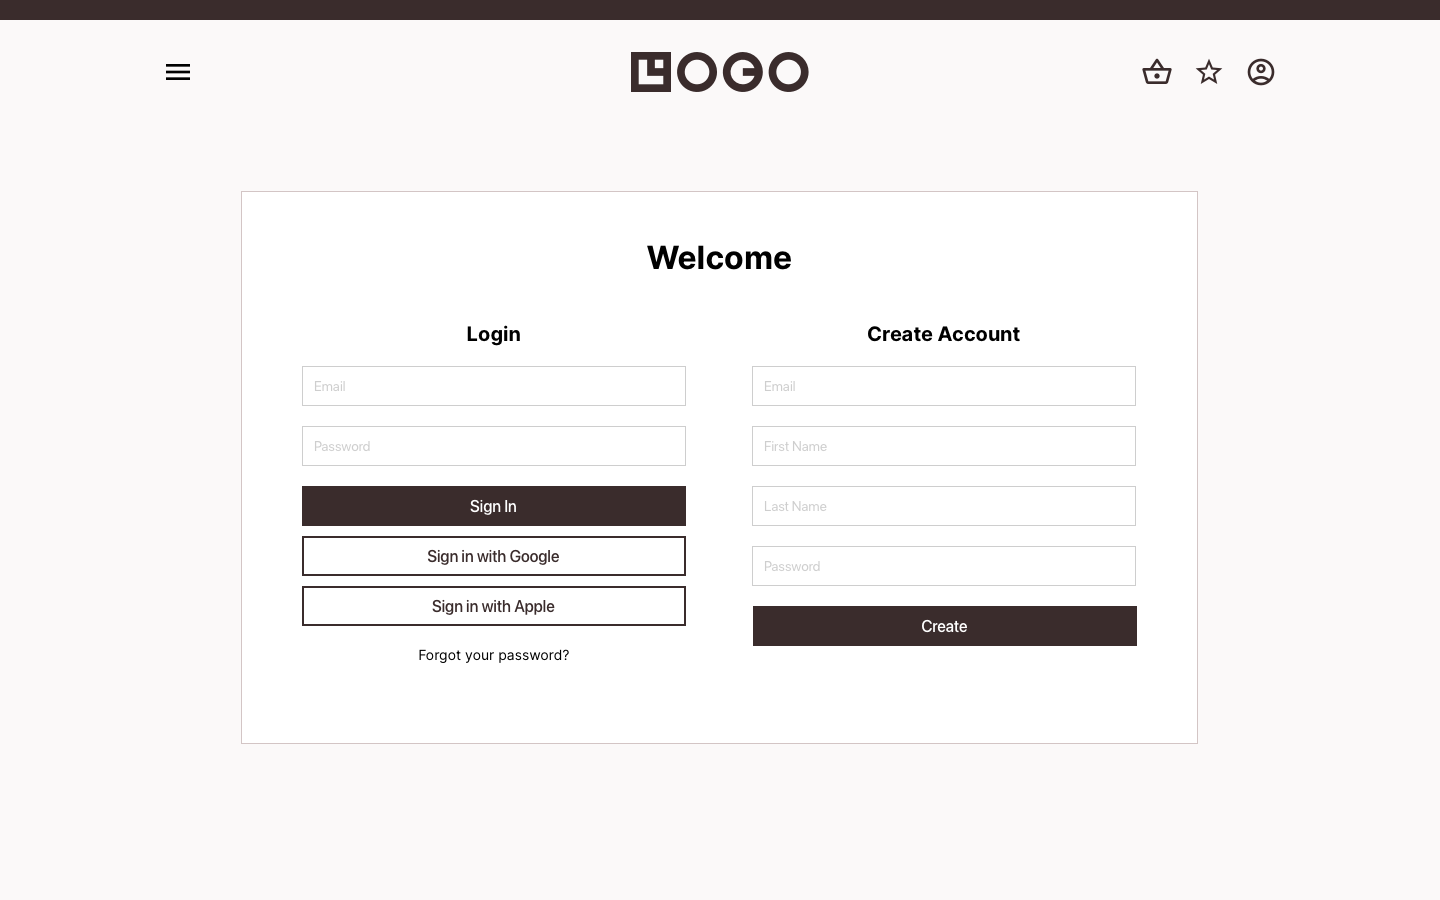 LOGO
Welcome
Login
Email
Password
Sign In
Sign in with Google
Sign in with Apple
Forgot your password?
Create Account
Email
First Name
Last Name
Password
Create